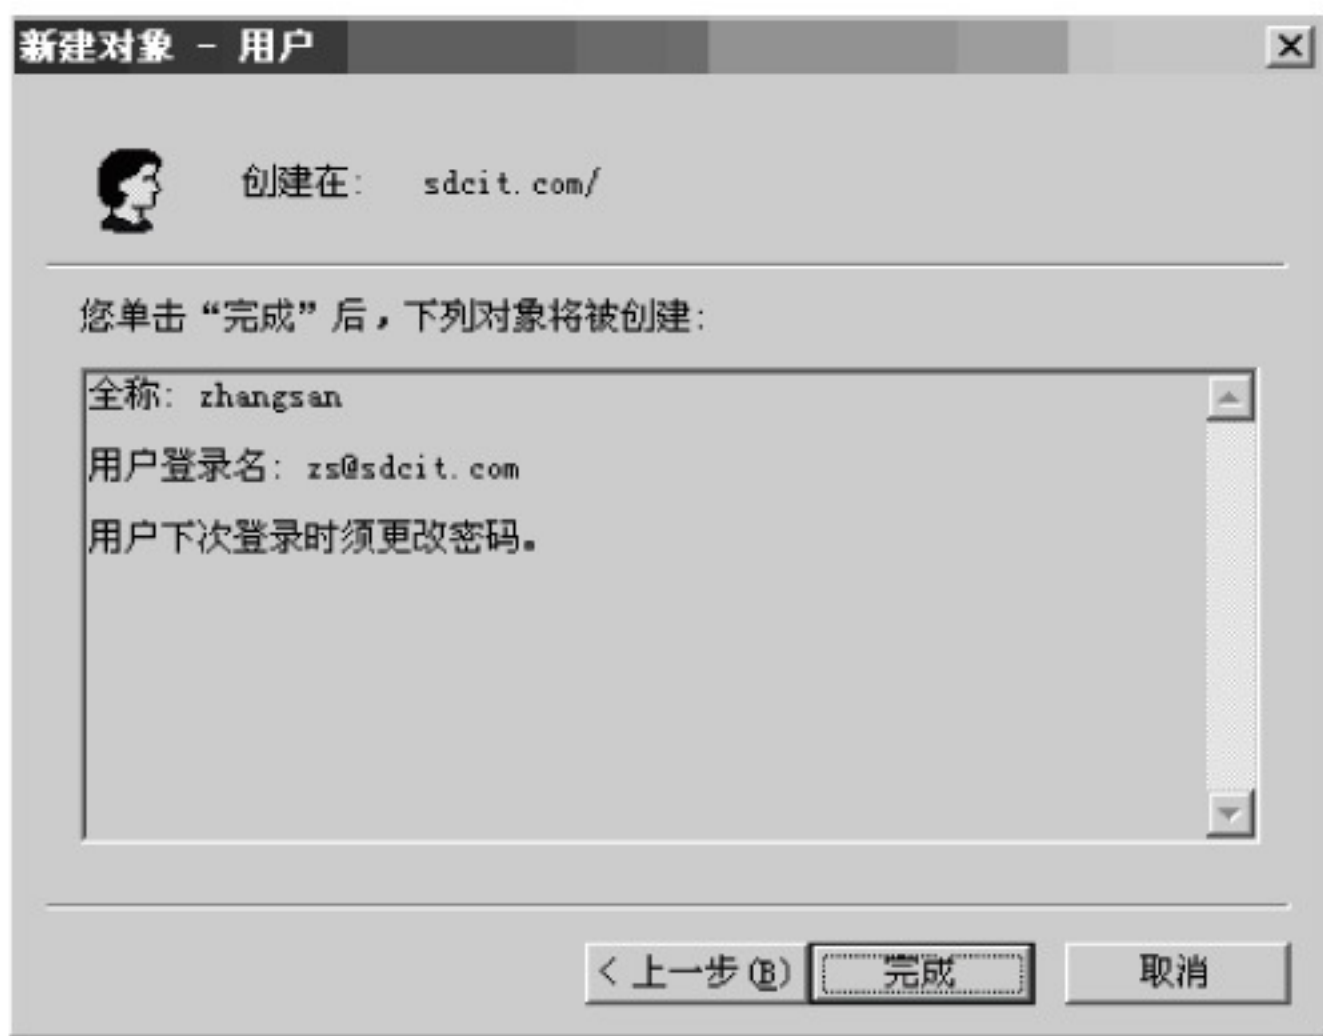 新建对象 - 用户
创建在: sdcit.com/
您单击“完成”后，下列对象将被创建:
全称: zhangsan
用户登录名: zs@sdcit.com
用户下次登录时须更改密码。
< 上一步(B) 完成 取消